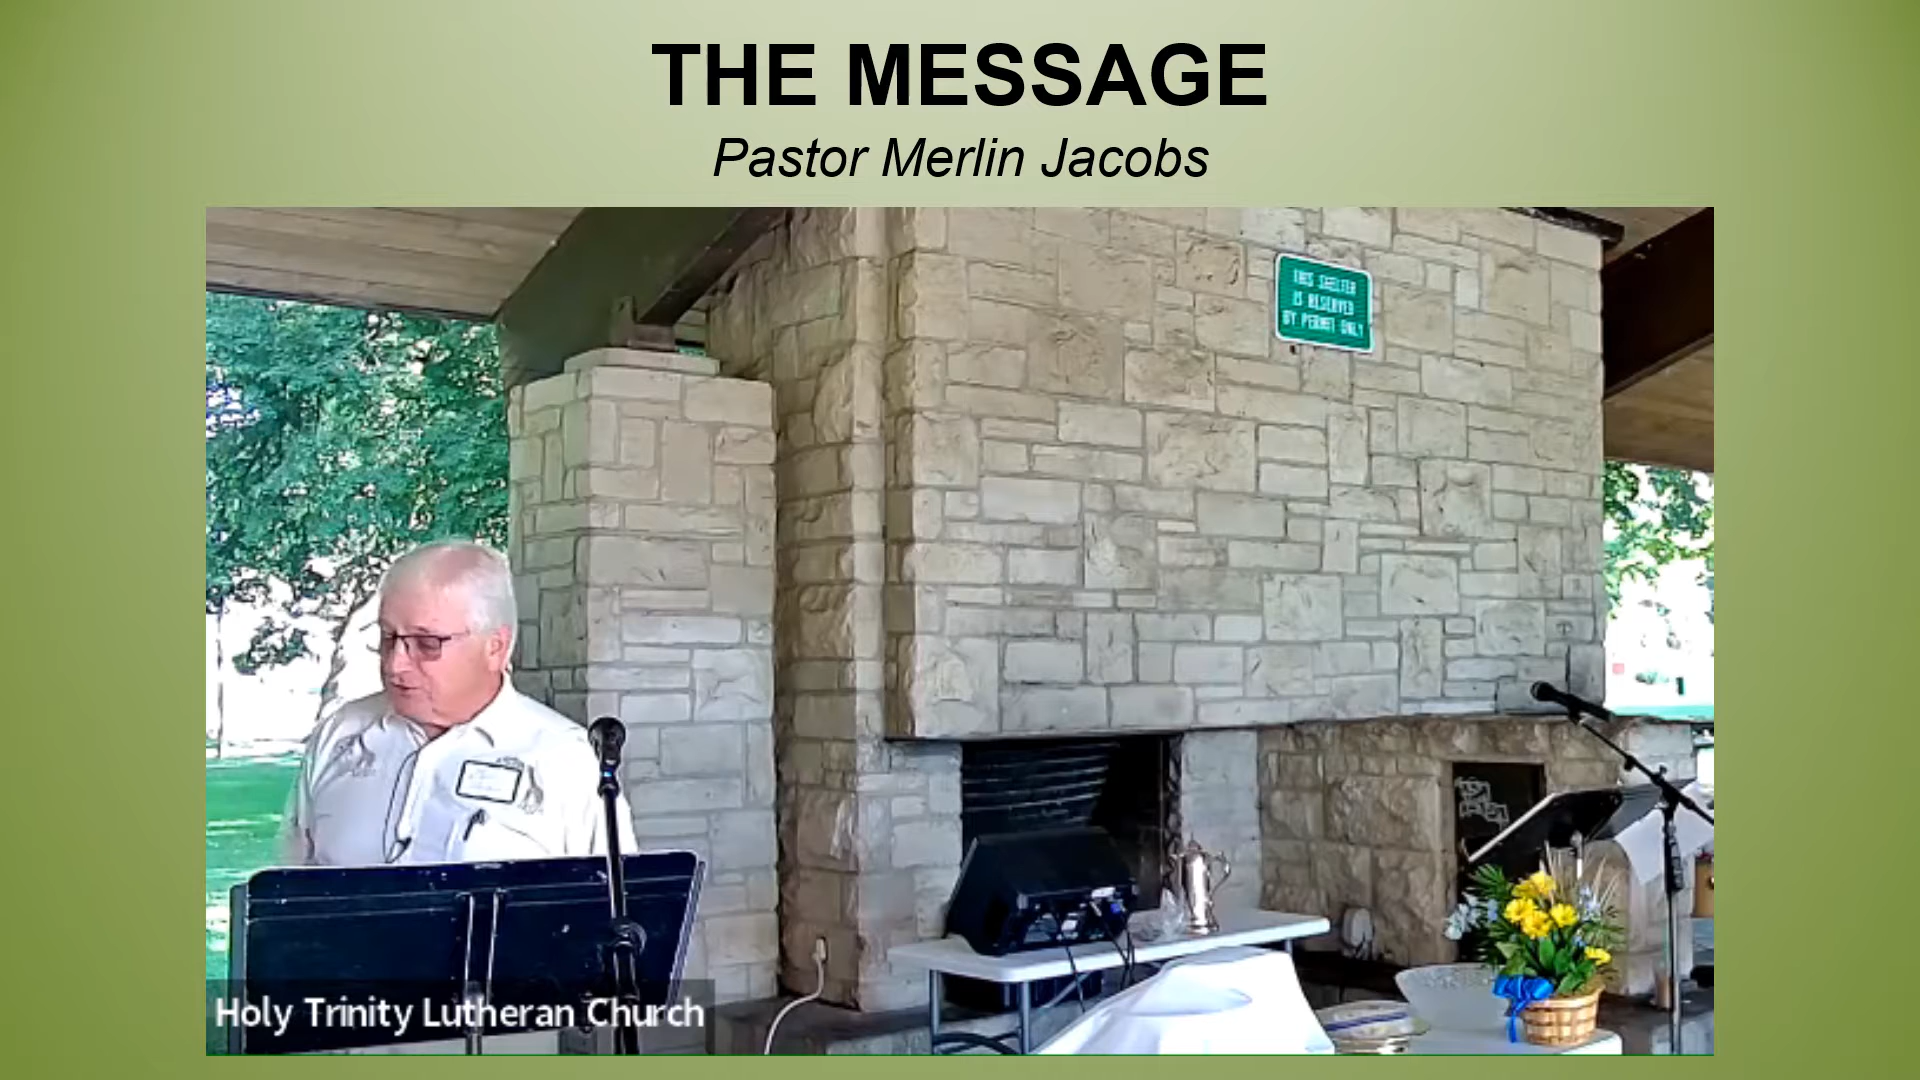 THE MESSAGE
Pastor Merlin Jacobs
THIS SHELTER
IS RESERVED
BY PERMIT ONLY
Holy Trinity Lutheran Church